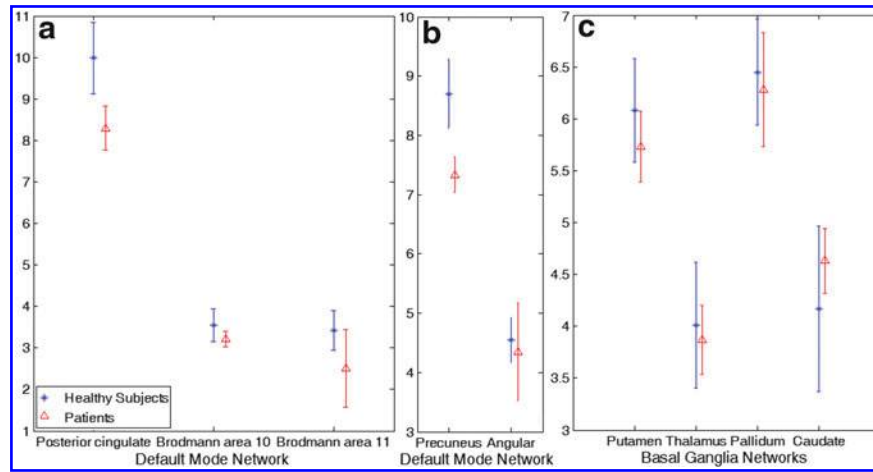 a
11
10
9
8
7
6
5
4
3
2
1
Healthy Subjects
Patients
Posterior cingulate Brodmann area 10 Brodmann area 11
Default Mode Network
b
10
9
8
7
6
5
4
3
Precuneus Angular
Default Mode Network
c
7
6.5
6
5.5
5
4.5
4
3.5
3
Putamen Thalamus Pallidum Caudate
Basal Ganglia Networks